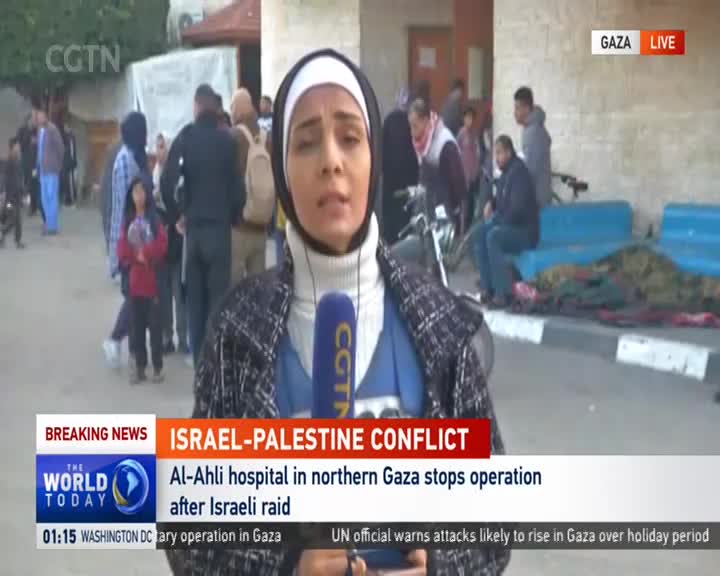 CGTN
GAZA LIVE
CGTN
BREAKING NEWS
ISRAEL-PALESTINE CONFLICT
THE WORLD TODAY
Al-Ahli hospital in northern Gaza stops operation
after Israeli raid
01:15 WASHINGTON DC
operation in Gaza UN official warns attacks likely to rise in Gaza over holiday period